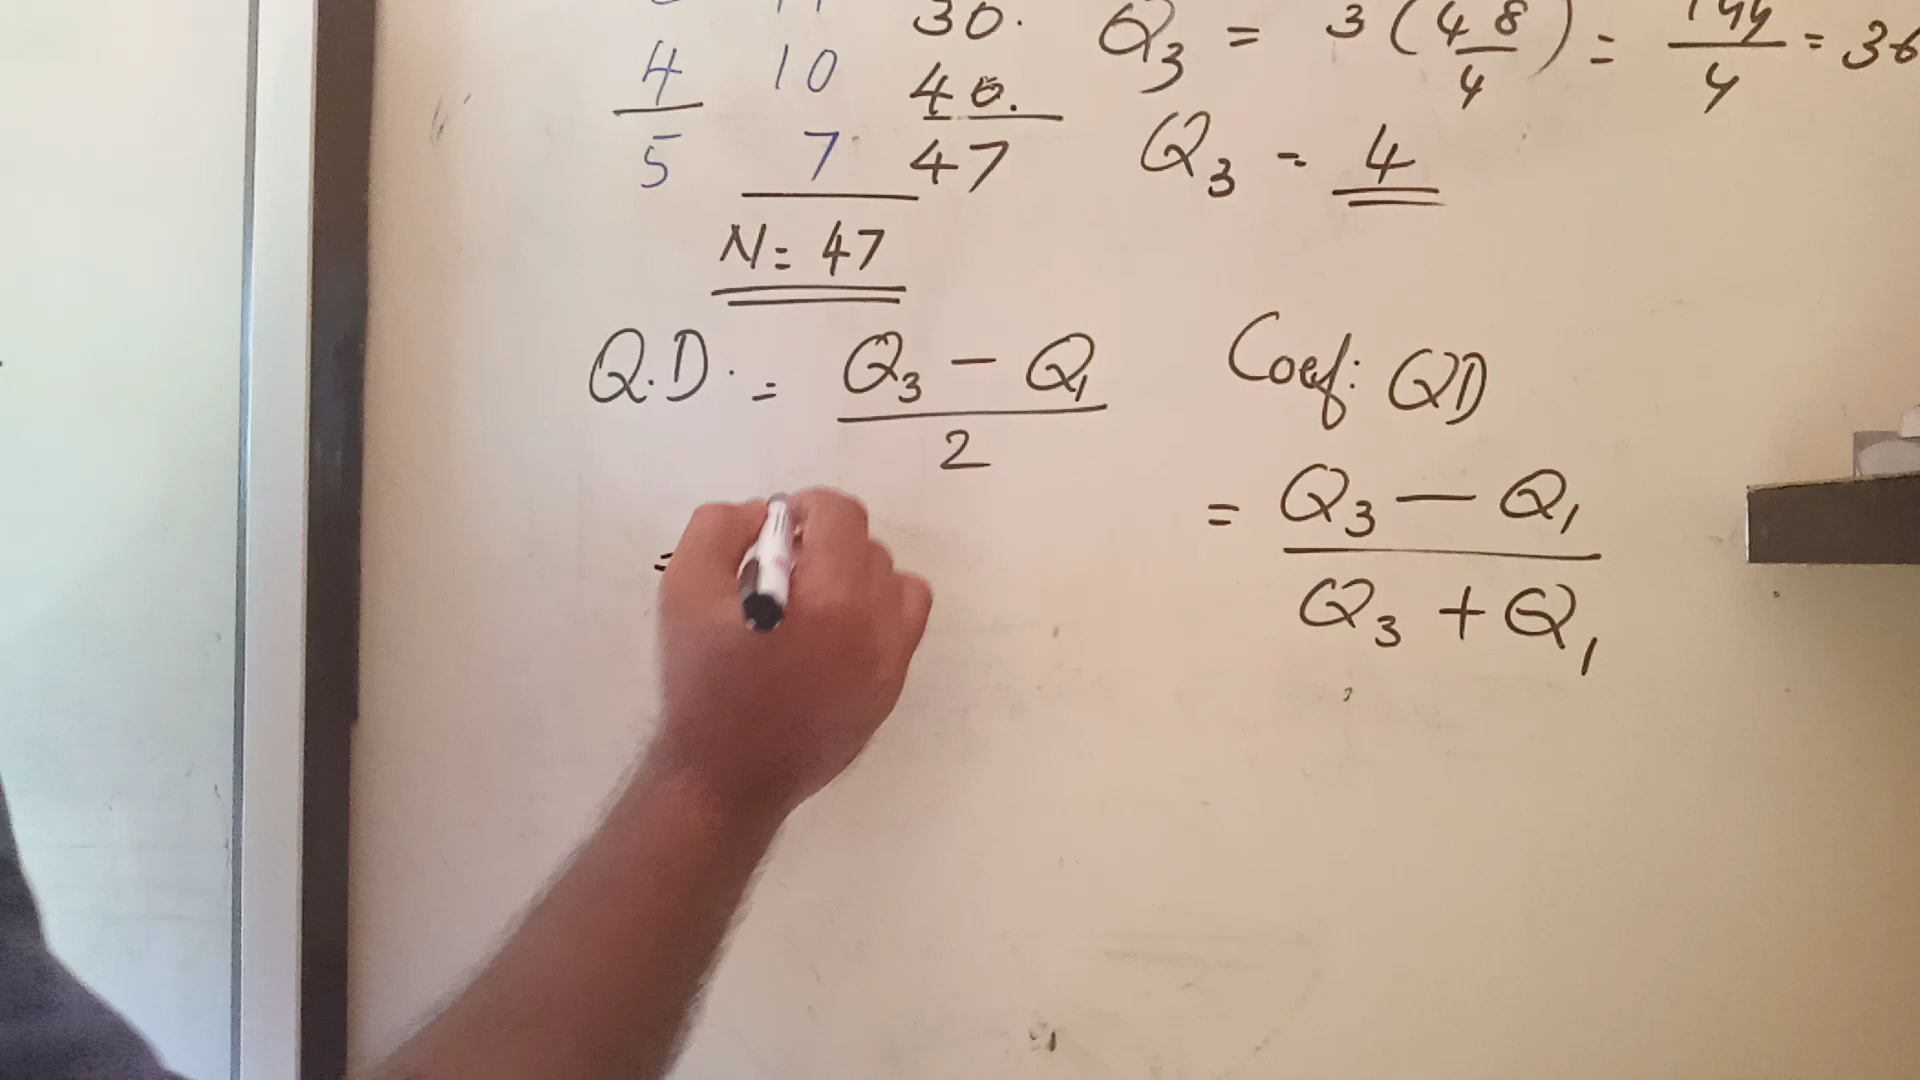 30. Q3 = 3 (48/4) = 144/4 = 36
4 10 40.
5 7 47 Q3 = 4
N = 47
Q.D. = Q3 - Q1 / 2
Coef: QD
= Q3 - Q1 / Q3 + Q1
=